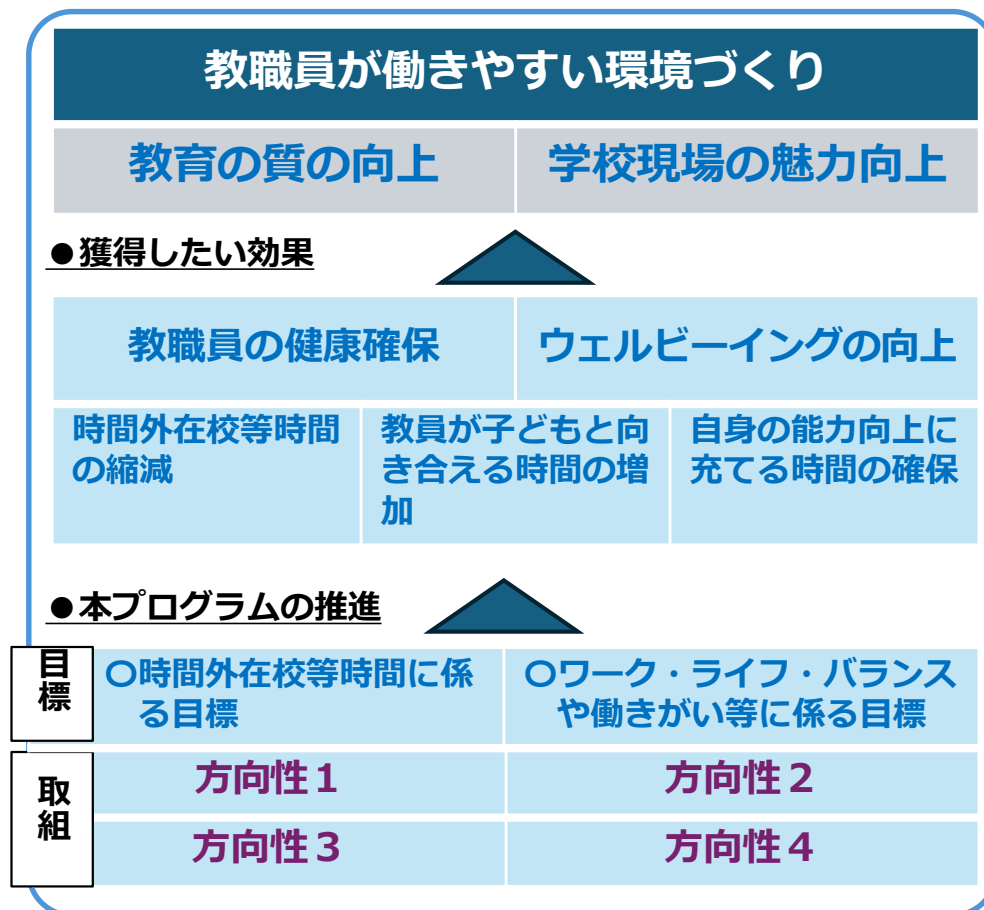 教職員が働きやすい環境づくり
教育の質の向上
学校現場の魅力向上
●獲得したい効果
教職員の健康確保
ウェルビーイングの向上
時間外在校等時間
の縮減
教員が子どもと向
き合える時間の増
加
自身の能力向上に
充てる時間の確保
●本プログラムの推進
目標
〇時間外在校等時間に係
る目標
〇ワーク・ライフ・バランス
や働きがい等に係る目標
取組
方向性１
方向性２
方向性３
方向性４